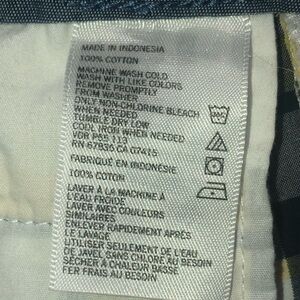 MADE IN INDONESIA
100% COTTON
MACHINE WASH COLD
WASH WITH LIKE COLORS
REMOVE PROMPTLY
FROM WASHER
ONLY NON-CHLORINE BLEACH
WHEN NEEDED
TUMBLE DRY LOW
COOL IRON WHEN NEEDED
RN 67835 CA 07415
FABRIQUÉ EN INDONÉSIE
100% COTON
LAVER À LA MACHINE À
L'EAU FROIDE
LAVER AVEC COULEURS
SIMILAIRES
ENLEVER RAPIDEMENT APRÈS
LE LAVAGE
UTILISER SEULEMENT DE L'EAU
DE JAVEL SANS CHLORE AU BESOIN
SÉCHER À CHALEUR BASSE
FER FRAIS AU BESOIN